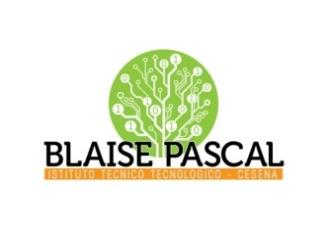 BLAISE PASCAL
ISTITUTO TECNICO TECNOLOGICO - CESENA